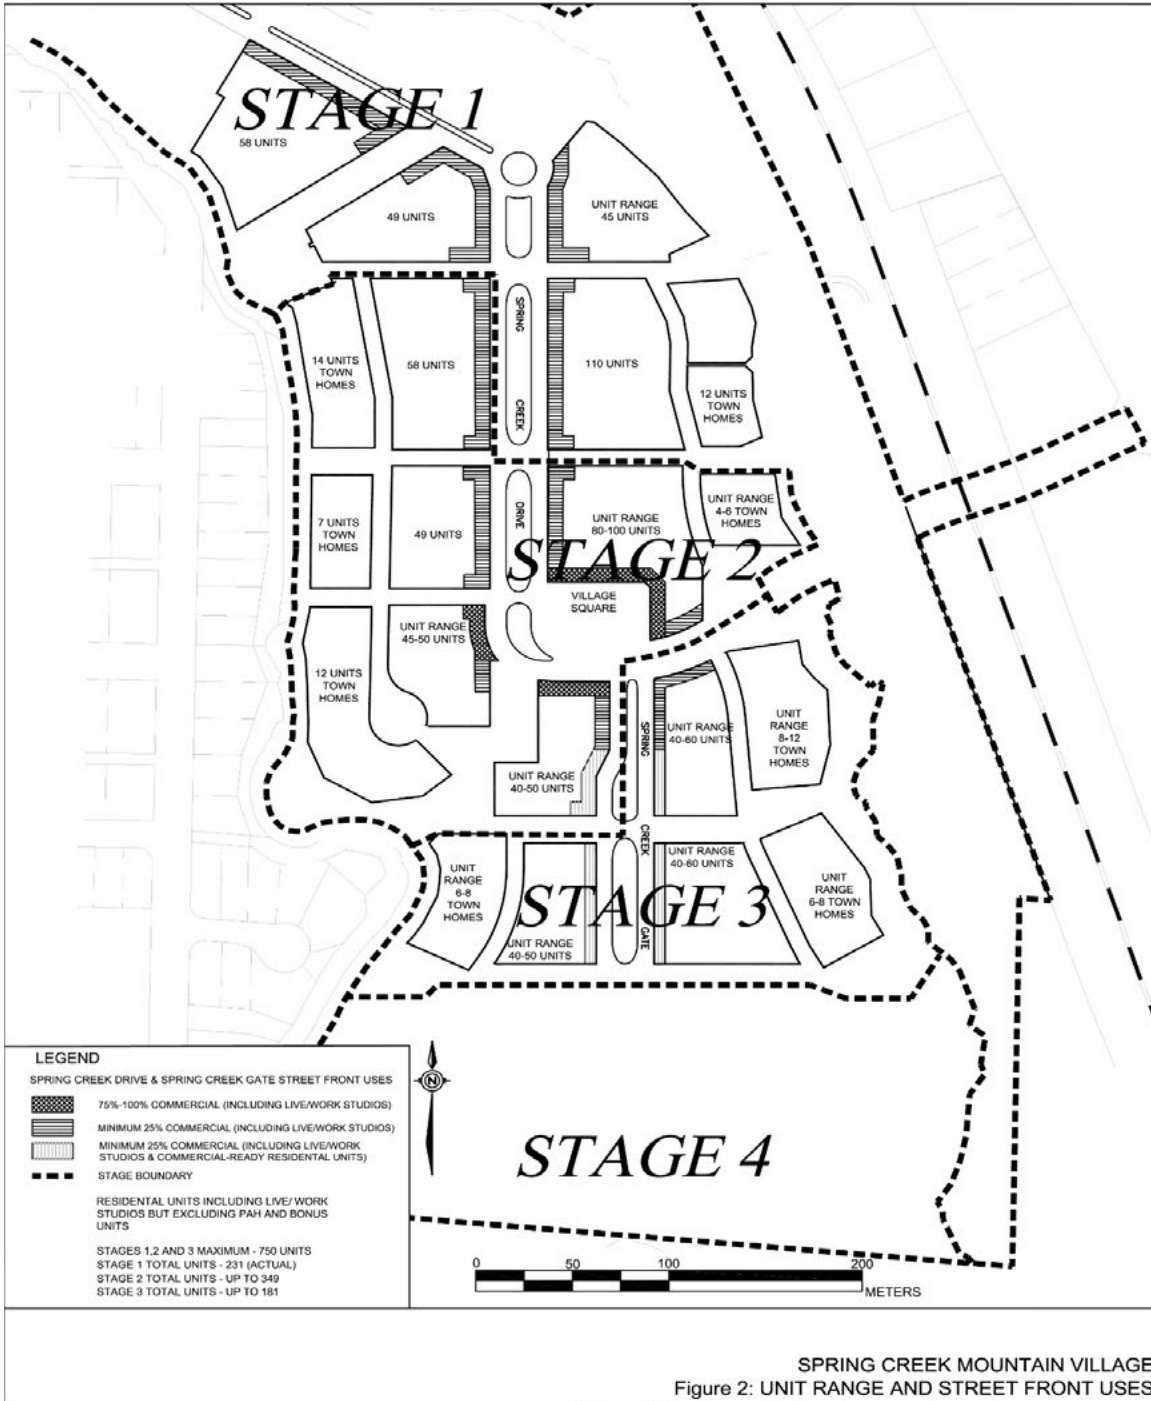 STAGE 1
58 UNITS
49 UNITS
UNIT RANGE
45 UNITS
SPRING
CREEK
DRIVE
14 UNITS
TOWN
HOMES
58 UNITS
110 UNITS
12 UNITS
TOWN
HOMES
7 UNITS
TOWN
HOMES
49 UNITS
UNIT RANGE
80-100 UNITS
UNIT RANGE
4-6 TOWN
HOMES
STAGE 2
VILLAGE
SQUARE
UNIT RANGE
45-50 UNITS
12 UNITS
TOWN
HOMES
UNIT RANGE
40-50 UNITS
SPRING
CREEK
GATE
UNIT RANGE
40-60 UNITS
UNIT
RANGE
8-12
TOWN
HOMES
UNIT
RANGE
6-8
TOWN
HOMES
UNIT RANGE
40-50 UNITS
UNIT RANGE
40-60 UNITS
UNIT
RANGE
6-8 TOWN
HOMES
STAGE 3
STAGE 4
N
LEGEND
SPRING CREEK DRIVE & SPRING CREEK GATE STREET FRONT USES
75%-100% COMMERCIAL (INCLUDING LIVE/WORK STUDIOS)
MINIMUM 25% COMMERCIAL (INCLUDING LIVE/WORK STUDIOS)
MINIMUM 25% COMMERCIAL (INCLUDING LIVE/WORK
STUDIOS & COMMERCIAL-READY RESIDENTAL UNITS)
STAGE BOUNDARY
RESIDENTAL UNITS INCLUDING LIVE/ WORK
STUDIOS BUT EXCLUDING PAH AND BONUS
UNITS
STAGES 1,2 AND 3 MAXIMUM - 750 UNITS
STAGE 1 TOTAL UNITS - 231 (ACTUAL)
STAGE 2 TOTAL UNITS - UP TO 349
STAGE 3 TOTAL UNITS - UP TO 181
0 50 100 200
METERS
SPRING CREEK MOUNTAIN VILLAGE
Figure 2: UNIT RANGE AND STREET FRONT USES